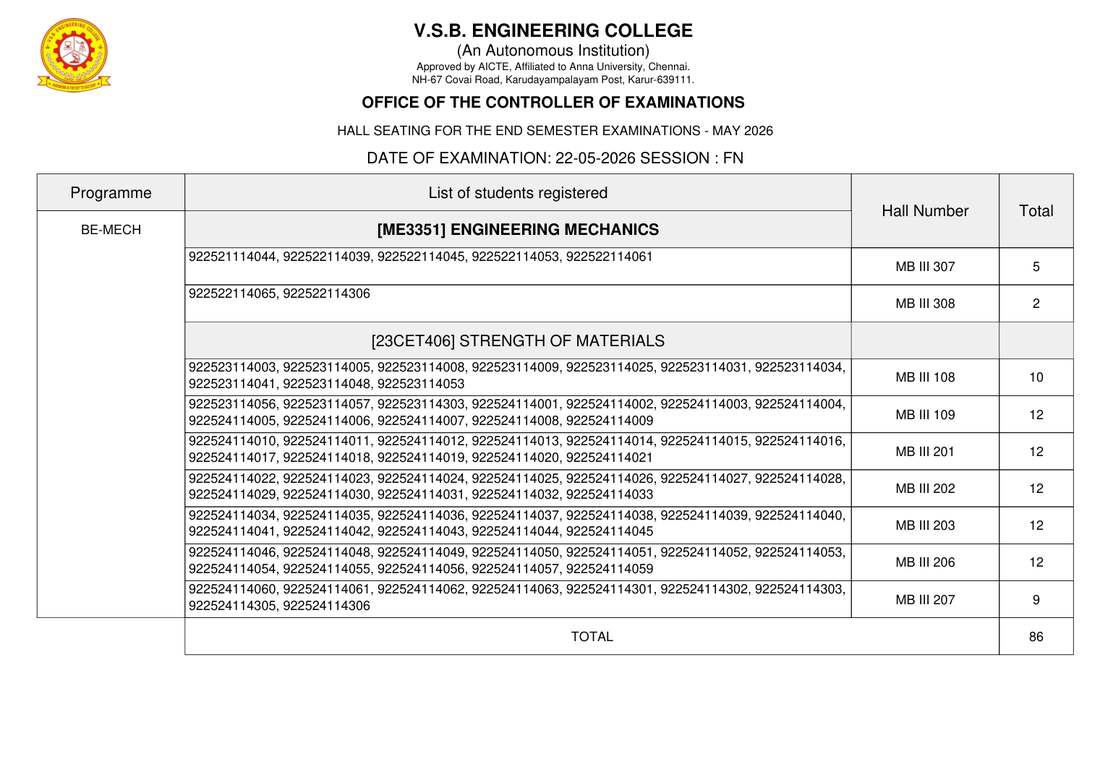 V.S.B. ENGINEERING COLLEGE
(An Autonomous Institution)
Approved by AICTE, Affiliated to Anna University, Chennai.
NH-67 Covai Road, Karudayampalayam Post, Karur-639111.
OFFICE OF THE CONTROLLER OF EXAMINATIONS
HALL SEATING FOR THE END SEMESTER EXAMINATIONS - MAY 2026
DATE OF EXAMINATION: 22-05-2026 SESSION : FN
Programme List of students registered Hall Number Total
BE-MECH [ME3351] ENGINEERING MECHANICS
922521114044, 922522114039, 922522114045, 922522114053, 922522114061
MB III 307 5
922522114065, 922522114306
MB III 308 2
[23CET406] STRENGTH OF MATERIALS
922523114003, 922523114005, 922523114008, 922523114009, 922523114025, 922523114031, 922523114034,
922523114041, 922523114048, 922523114053
MB III 108 10
922523114056, 922523114057, 922523114303, 922524114001, 922524114002, 922524114003, 922524114004,
922524114005, 922524114006, 922524114007, 922524114008, 922524114009
MB III 109 12
922524114010, 922524114011, 922524114012, 922524114013, 922524114014, 922524114015, 922524114016,
922524114017, 922524114018, 922524114019, 922524114020, 922524114021
MB III 201 12
922524114022, 922524114023, 922524114024, 922524114025, 922524114026, 922524114027, 922524114028,
922524114029, 922524114030, 922524114031, 922524114032, 922524114033
MB III 202 12
922524114034, 922524114035, 922524114036, 922524114037, 922524114038, 922524114039, 922524114040,
922524114041, 922524114042, 922524114043, 922524114044, 922524114045
MB III 203 12
922524114046, 922524114048, 922524114049, 922524114050, 922524114051, 922524114052, 922524114053,
922524114054, 922524114055, 922524114056, 922524114057, 922524114059
MB III 206 12
922524114060, 922524114061, 922524114062, 922524114063, 922524114301, 922524114302, 922524114303,
922524114305, 922524114306
MB III 207 9
TOTAL 86